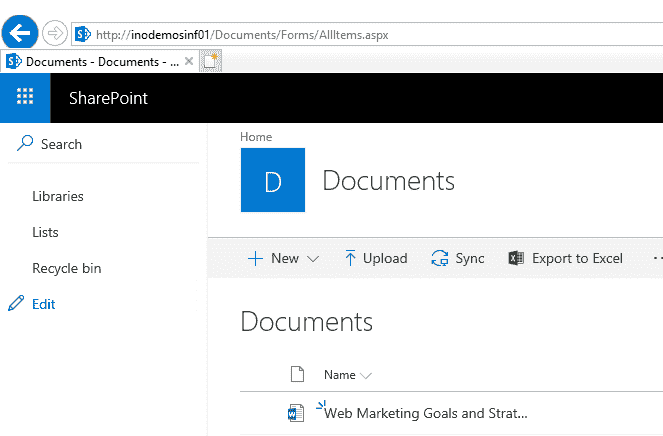 http://inodemosinf01/Documents/Forms/AllItems.aspx
Documents - Documents - ...
SharePoint
Search
Home
D
Documents
Libraries
Lists
Recycle bin
Edit
New Upload Sync Export to Excel
Documents
Name
Web Marketing Goals and Strat...